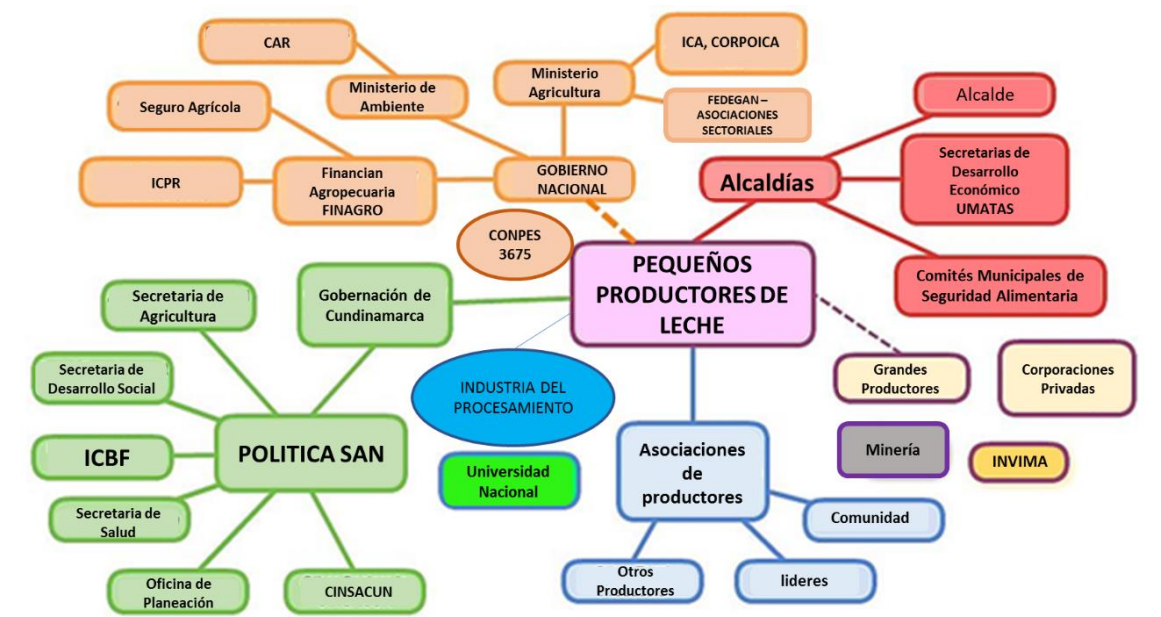 CAR
ICA, CORPOICA
Ministerio de
Ambiente
Ministerio
Agricultura
Seguro Agrícola
FEDEGAN –
ASOCIACIONES
SECTORIALES
Alcalde
ICPR
Financian
Agropecuaria
FINAGRO
GOBIERNO
NACIONAL
Alcaldías
Secretarias de
Desarrollo
Económico
UMATAS
CONPES
3675
PEQUEÑOS
PRODUCTORES DE
LECHE
Comités Municipales de
Seguridad Alimentaria
Secretaria de
Agricultura
Gobernación de
Cundinamarca
Secretaria de
Desarrollo Social
INDUSTRIA DEL
PROCESAMIENTO
Grandes
Productores
Corporaciones
Privadas
ICBF
POLITICA SAN
Universidad
Nacional
Asociaciones
de
productores
Minería
INVIMA
Secretaria de
Salud
Comunidad
Oficina de
Planeación
CINSACUN
Otros
Productores
lideres